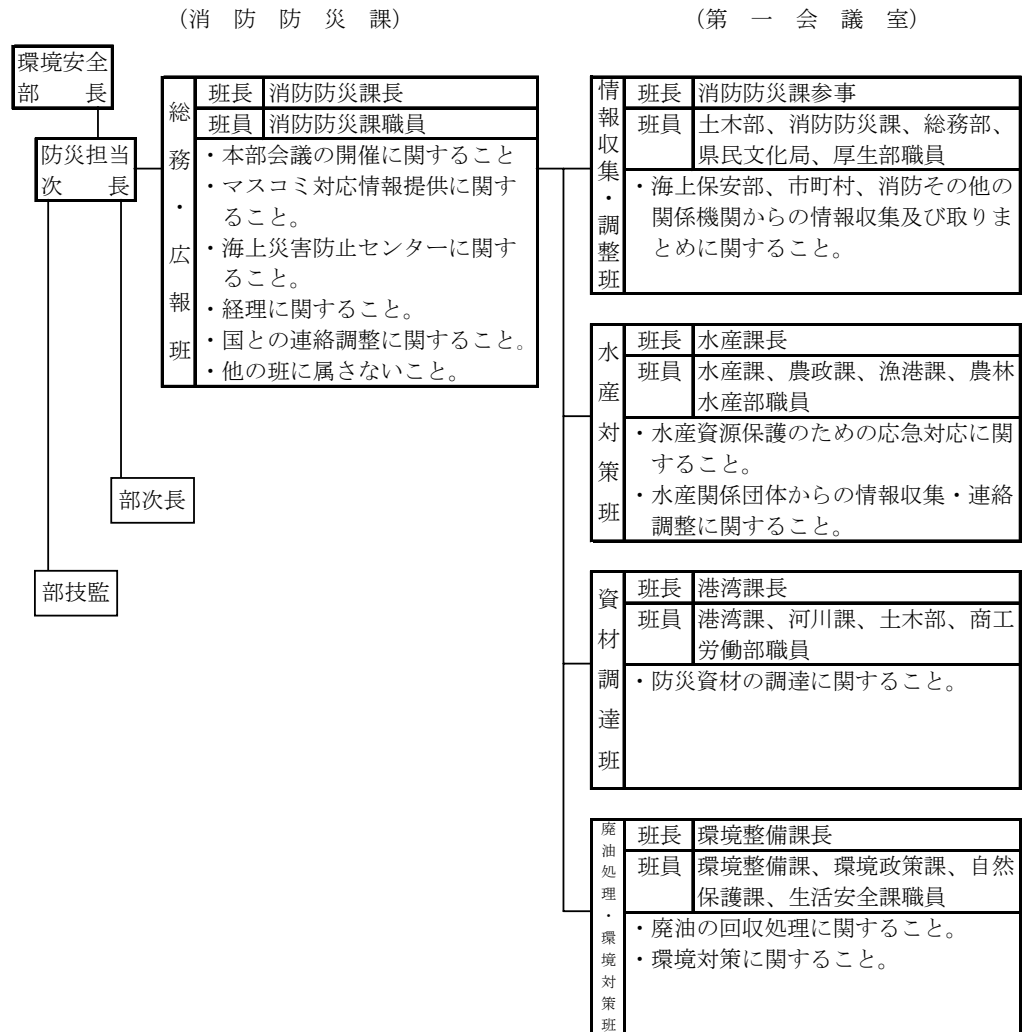 (消防防災課)
(第一会議室)
環境安全
部長
防災担当
次長
部次長
部技監
総務・広報班
班長 消防防災課長
班員 消防防災課職員
・本部会議の開催に関すること
・マスコミ対応情報提供に関す
ること。
・海上災害防止センターに関す
ること。
・経理に関すること。
・国との連絡調整に関すること。
・他の班に属さないこと。
情報収集・調整班
班長 消防防災課参事
班員 土木部、消防防災課、総務部、
県民文化局、厚生部職員
・海上保安部、市町村、消防その他の
関係機関からの情報収集及び取りま
とめに関すること。
水産対策班
班長 水産課長
班員 水産課、農政課、漁港課、農林
水産部職員
・水産資源保護のための応急対応に関
すること。
・水産関係団体からの情報収集・連絡
調整に関すること。
資材調達班
班長 港湾課長
班員 港湾課、河川課、土木部、商工
労働部職員
・防災資材の調達に関すること。
廃油処理・環境対策班
班長 環境整備課長
班員 環境整備課、環境政策課、自然
保護課、生活安全課職員
・廃油の回収処理に関すること。
・環境対策に関すること。